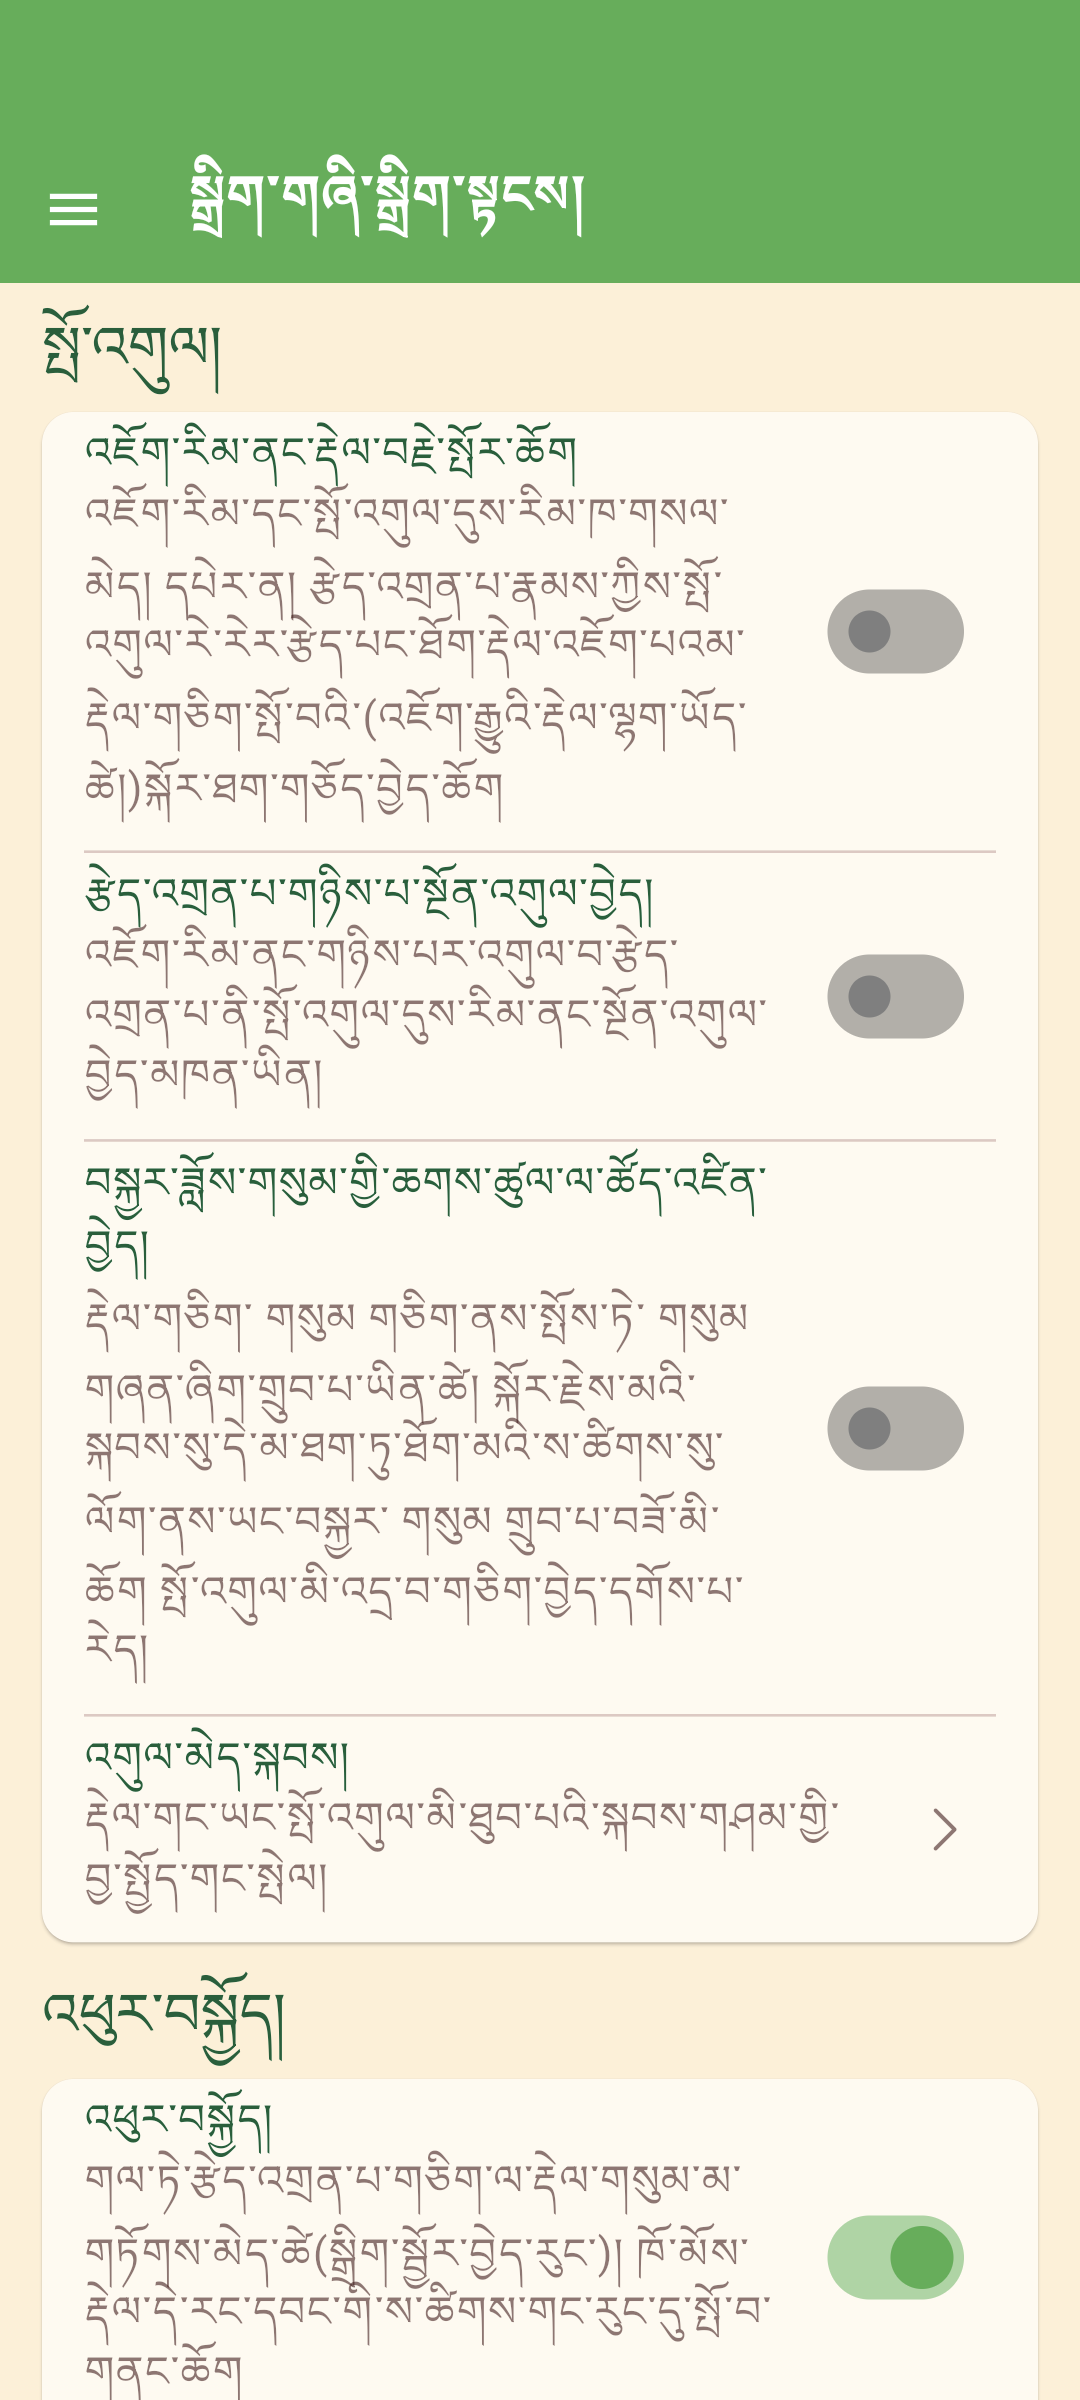 སྒྲིག་གཞི་སྒྲིག་སྟངས།
སྤོ་འགུལ།
འཇོག་རིམ་ནང་རྡེལ་བརྗེ་སྤོར་ཆོག
འཇོག་རིམ་དང་སྤོ་འགུལ་དུས་རིམ་ཁ་གསལ་
མེད། དཔེར་ན། རྩེད་འགྲན་པ་རྣམས་ཀྱིས་སྤོ་
འགུལ་རེ་རེར་རྩེད་པང་ཐོག་རྡེལ་འཇོག་པའམ་
རྡེལ་གཅིག་སྤོ་བའི་(འཇོག་རྒྱུའི་རྡེལ་ལྷག་ཡོད་
ཚེ།)སྐོར་ཐག་གཅོད་བྱེད་ཆོག
རྩེད་འགྲན་པ་གཉིས་པ་སྔོན་འགུལ་བྱེད།
འཇོག་རིམ་ནང་གཉིས་པར་འགུལ་བ་རྩེད་
འགྲན་པ་ནི་སྤོ་འགུལ་དུས་རིམ་ནང་སྔོན་འགུལ་
བྱེད་མཁན་ཡིན།
བསྐྱར་ཟློས་གསུམ་གྱི་ཆགས་ཚུལ་ལ་ཚོད་འཛིན་
བྱེད།
རྡེལ་གཅིག་ གསུམ གཅིག་ནས་སྤོས་ཏེ་ གསུམ
གཞན་ཞིག་གྲུབ་པ་ཡིན་ཚེ། སྐོར་རྗེས་མའི་
སྐབས་སུ་དེ་མ་ཐག་ཏུ་ཐོག་མའི་ས་ཚིགས་སུ་
ལོག་ནས་ཡང་བསྐྱར་ གསུམ གྲུབ་པ་བཟོ་མི་
ཆོག སྤོ་འགུལ་མི་འདྲ་བ་གཅིག་བྱེད་དགོས་པ་
རེད།
འགུལ་མེད་སྐབས།
རྡེལ་གང་ཡང་སྤོ་འགུལ་མི་ཐུབ་པའི་སྐབས་གཤམ་གྱི་
བྱ་སྤྱོད་གང་སྤེལ།
འཕུར་བསྐྱོད།
འཕུར་བསྐྱོད།
གལ་ཏེ་རྩེད་འགྲན་པ་གཅིག་ལ་རྡེལ་གསུམ་མ་
གཏོགས་མེད་ཚེ(སྒྲིག་སྦྱོར་བྱེད་རུང་)། ཁོ་མོས་
རྡེལ་དེ་རང་དབང་གི་ས་ཚིགས་གང་རུང་དུ་སྤོ་བ་
གནང་ཆོག